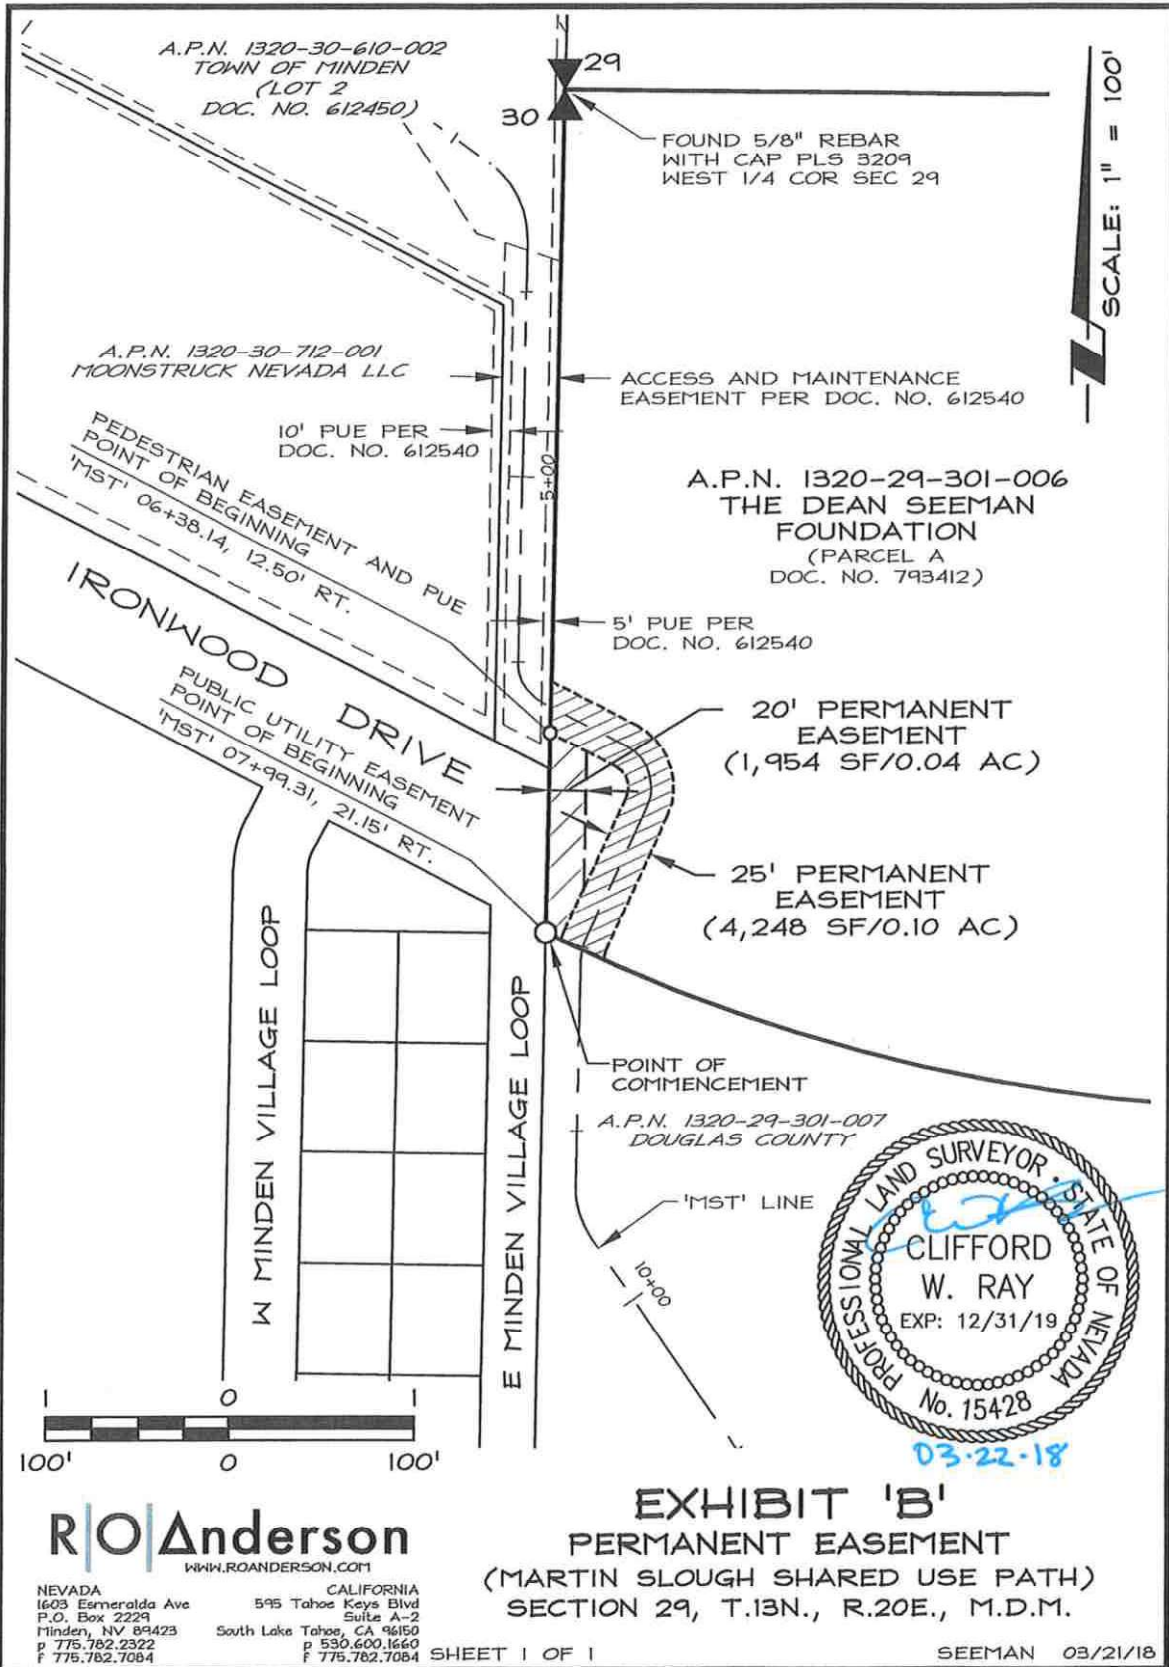 A.P.N. 1320-30-610-002
TOWN OF MINDEN
(LOT 2
DOC. NO. 612450)
29
30
FOUND 5/8" REBAR
WITH CAP PLS 3209
WEST 1/4 COR SEC 29
SCALE: 1" = 100'
A.P.N. 1320-30-712-001
MOONSTRUCK NEVADA LLC
ACCESS AND MAINTENANCE
EASEMENT PER DOC. NO. 612540
10' PUE PER
DOC. NO. 612540
5+00
PEDESTRIAN EASEMENT AND PUE
POINT OF BEGINNING
'MST' 06+38.14, 12.50' RT.
A.P.N. 1320-29-301-006
THE DEAN SEEMAN
FOUNDATION
(PARCEL A
DOC. NO. 793412)
5' PUE PER
DOC. NO. 612540
IRONWOOD DRIVE
PUBLIC UTILITY EASEMENT
POINT OF BEGINNING
'MST' 07+99.31, 21.15' RT.
20' PERMANENT
EASEMENT
(1,954 SF/0.04 AC)
25' PERMANENT
EASEMENT
(4,248 SF/0.10 AC)
W MINDEN VILLAGE LOOP
E MINDEN VILLAGE LOOP
POINT OF
COMMENCEMENT
A.P.N. 1320-29-301-007
DOUGLAS COUNTY
'MST' LINE
10+00
PROFESSIONAL LAND SURVEYOR · STATE OF NEVADA
CLIFFORD
W. RAY
EXP: 12/31/19
No. 15428
03·22·18
1 0 1
100' 0 100'
R|O|Anderson
WWW.ROANDERSON.COM
NEVADA
1603 Esmeralda Ave
P.O. Box 2229
Minden, NV 89423
p 775.782.2322
f 775.782.7084
CALIFORNIA
595 Tahoe Keys Blvd
Suite A-2
South Lake Tahoe, CA 96150
p 530.600.1660
f 775.782.7084
EXHIBIT 'B'
PERMANENT EASEMENT
(MARTIN SLOUGH SHARED USE PATH)
SECTION 29, T.13N., R.20E., M.D.M.
SHEET 1 OF 1
SEEMAN 03/21/18